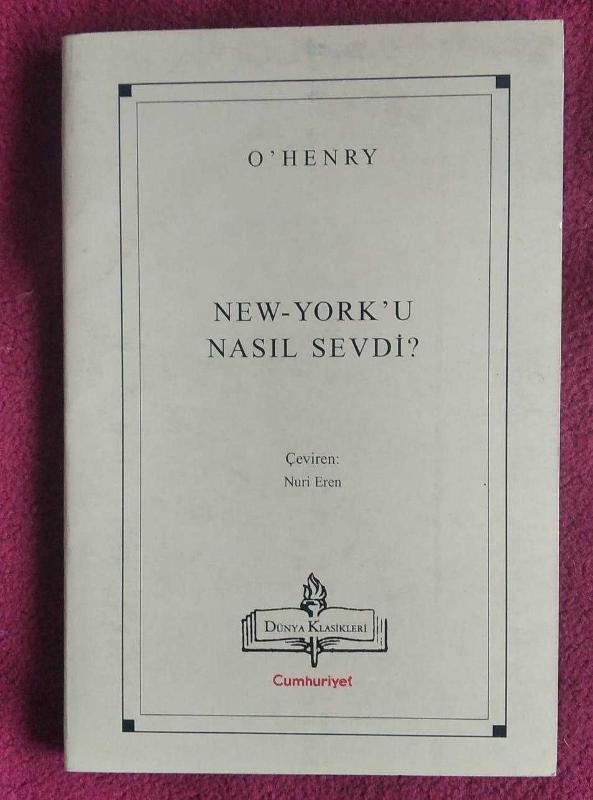 O'HENRY
NEW-YORK'U
NASIL SEVDİ?
Çeviren:
Nuri Eren
DÜNYA KLASİKLERİ
Cumhuriyet